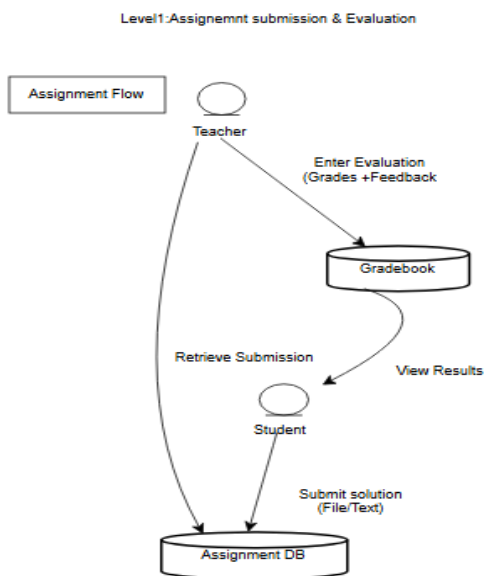 Level1:Assignemnt submission & Evaluation
Assignment Flow
Teacher
Enter Evaluation
(Grades +Feedback
Gradebook
Retrieve Submission
View Results
Student
Submit solution
(File/Text)
Assignment DB